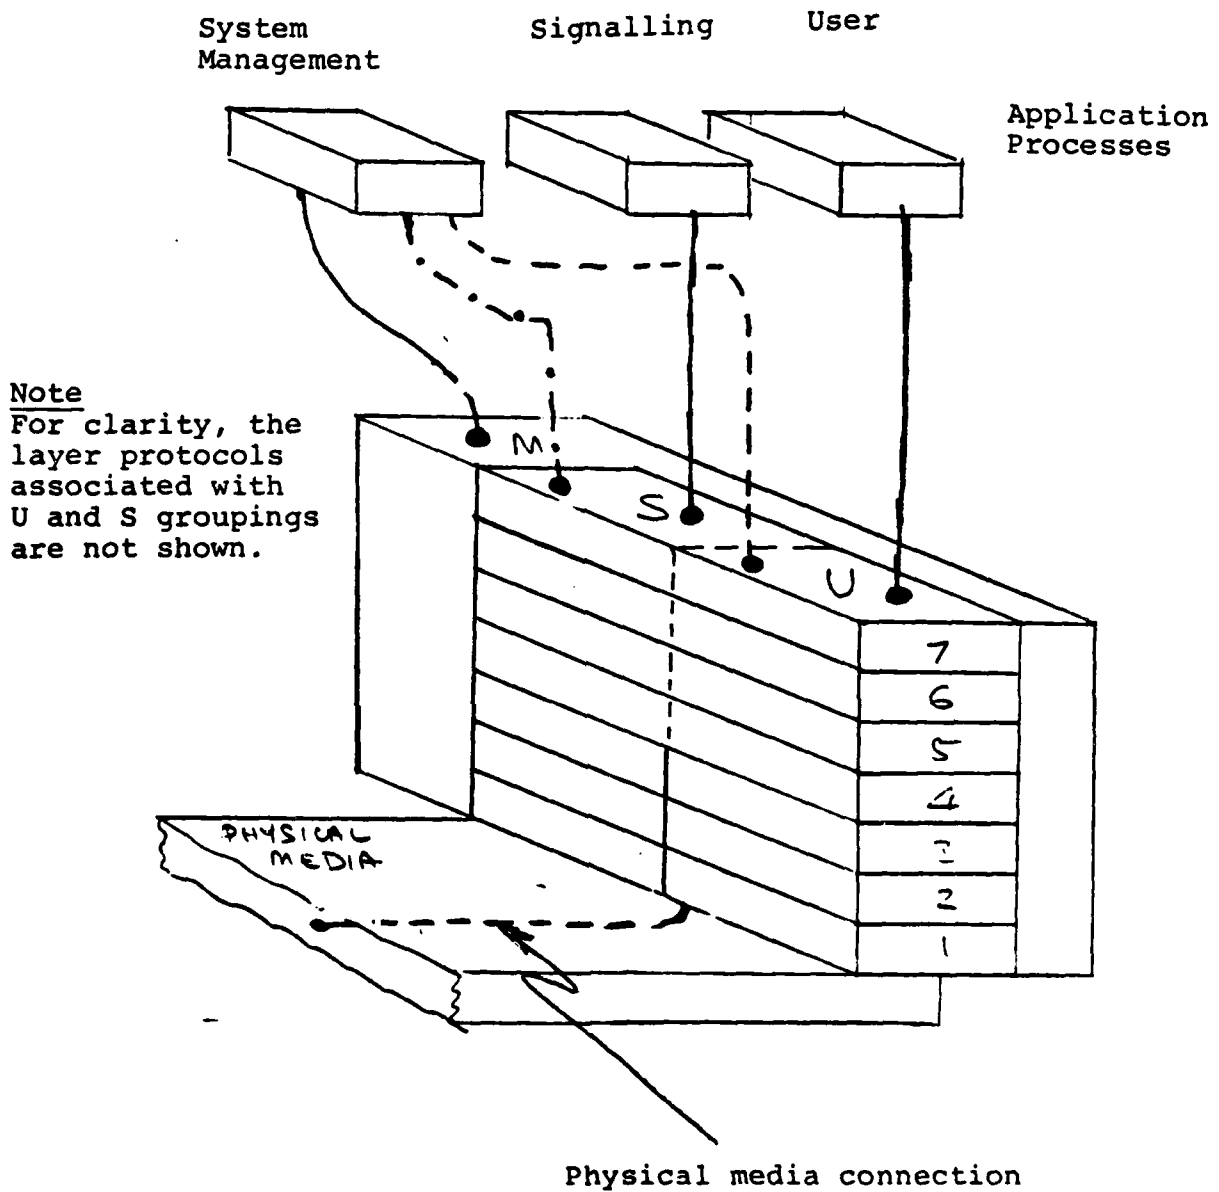 System
Management
Signalling
User
Application
Processes
Note
For clarity, the
layer protocols
associated with
U and S groupings
are not shown.
M
S
U
7
6
5
4
3
2
1
PHYSICAL
MEDIA
Physical media connection